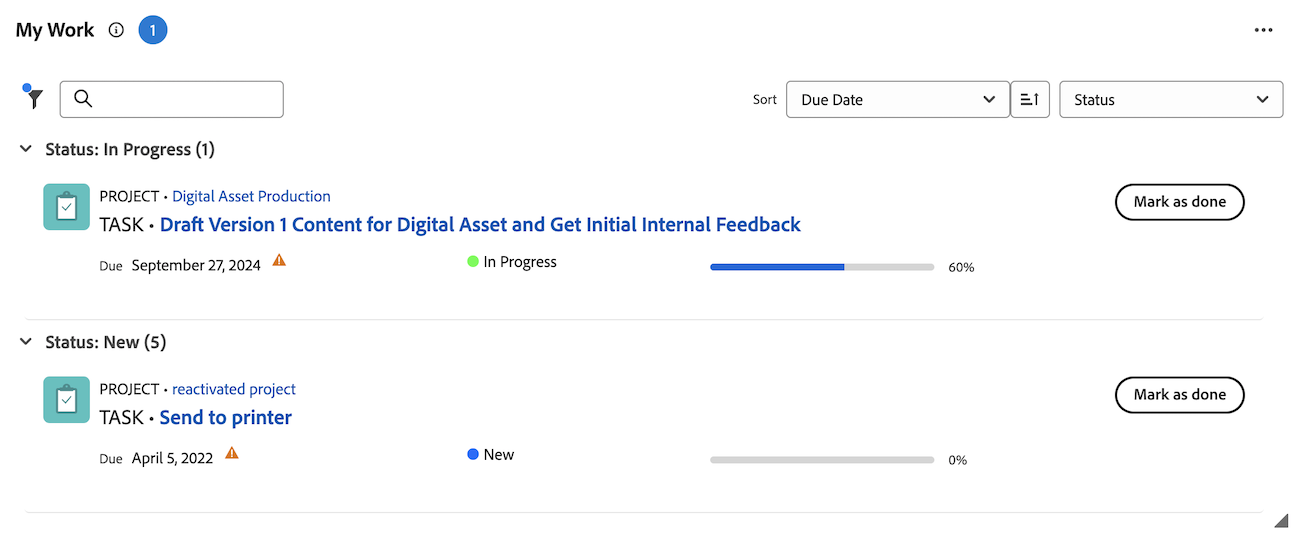 My Work 1
Sort Due Date Status
Status: In Progress (1)
PROJECT • Digital Asset Production
Mark as done
TASK • Draft Version 1 Content for Digital Asset and Get Initial Internal Feedback
Due September 27, 2024 In Progress 60%
Status: New (5)
PROJECT • reactivated project
Mark as done
TASK • Send to printer
Due April 5, 2022 New 0%